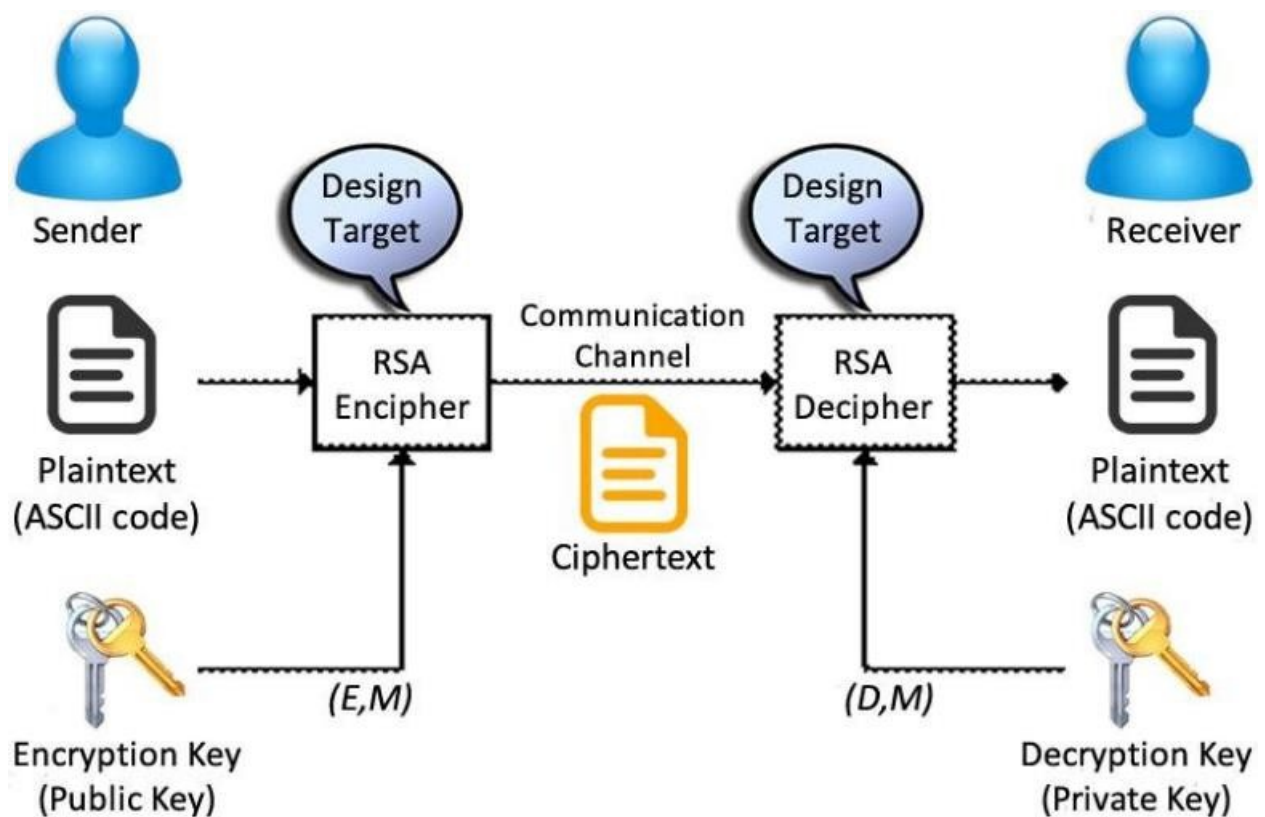 Sender
Design
Target
Design
Target
Receiver
Communication
Channel
RSA
Encipher
RSA
Decipher
Plaintext
(ASCII code)
Ciphertext
Plaintext
(ASCII code)
(E,M)
(D,M)
Encryption Key
(Public Key)
Decryption Key
(Private Key)